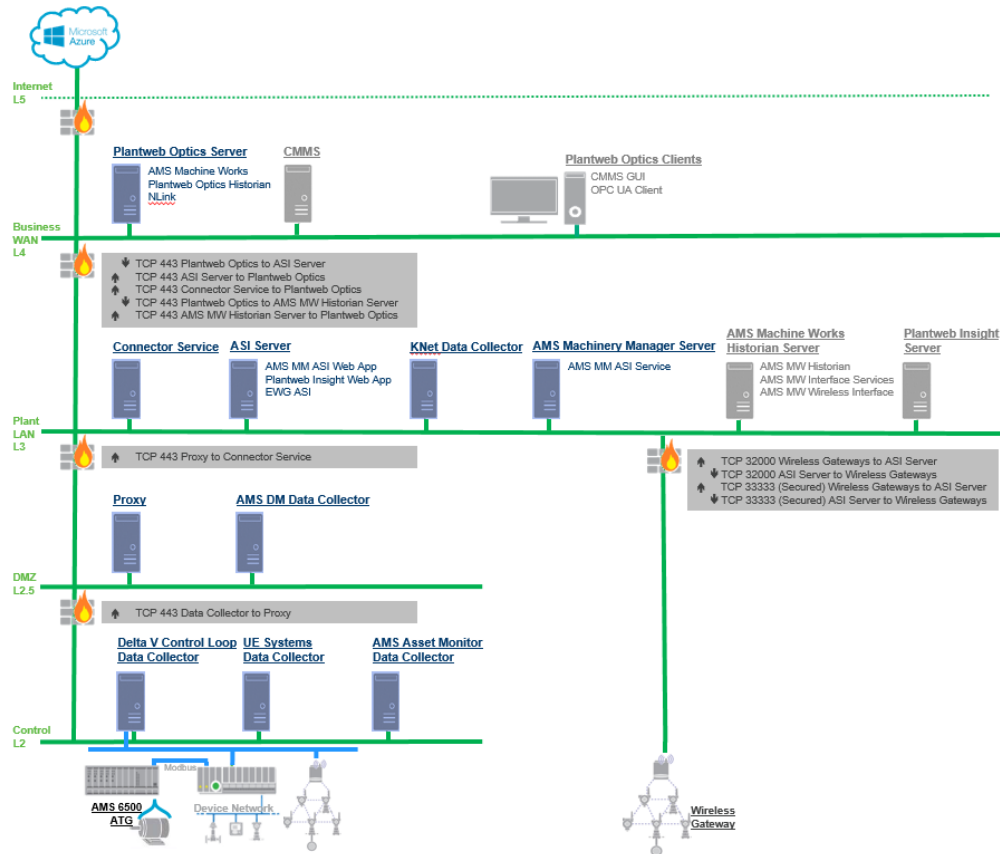 Microsoft
Azure
Internet
L5
Plantweb Optics Server
AMS Machine Works
Plantweb Optics Historian
NLink
CMMS
Plantweb Optics Clients
CMMS GUI
OPC UA Client
Business
WAN
L4
TCP 443 Plantweb Optics to ASI Server
TCP 443 ASI Server to Plantweb Optics
TCP 443 Connector Service to Plantweb Optics
TCP 443 Plantweb Optics to AMS MW Historian Server
TCP 443 AMS MW Historian Server to Plantweb Optics
Connector Service
ASI Server
AMS MM ASI Web App
Plantweb Insight Web App
EWG ASI
KNet Data Collector
AMS Machinery Manager Server
AMS MM ASI Service
AMS Machine Works
Historian Server
AMS MW Historian
AMS MW Interface Services
AMS MW Wireless Interface
Plantweb Insight
Server
Plant
LAN
L3
TCP 443 Proxy to Connector Service
TCP 32000 Wireless Gateways to ASI Server
TCP 32000 ASI Server to Wireless Gateways
TCP 33333 (Secured) Wireless Gateways to ASI Server
TCP 33333 (Secured) ASI Server to Wireless Gateways
Proxy
AMS DM Data Collector
DMZ
L2.5
TCP 443 Data Collector to Proxy
Delta V Control Loop
Data Collector
UE Systems
Data Collector
AMS Asset Monitor
Data Collector
Control
L2
Modbus
AMS 6500
ATG
Device Network
Wireless
Gateway